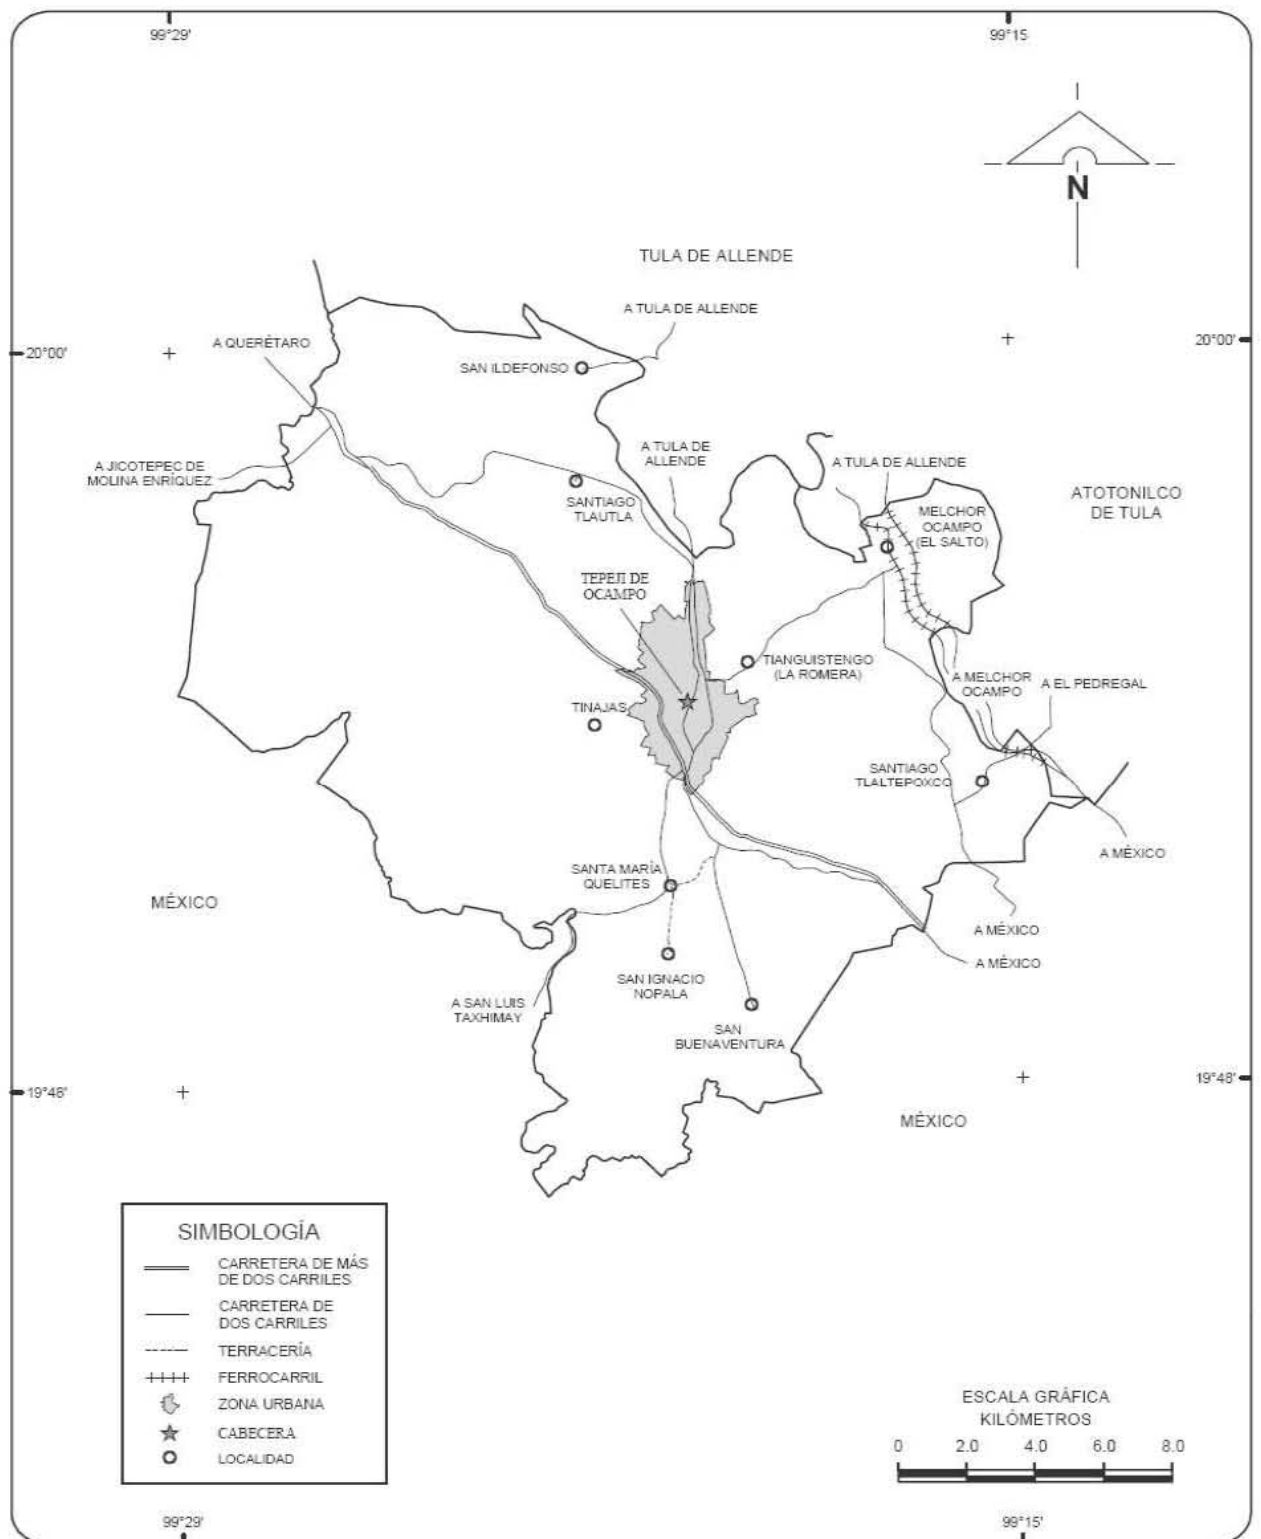 99°29'
99°15
N
TULA DE ALLENDE
A TULA DE ALLENDE
A QUERÉTARO
20°00'
20°00'
SAN ILDEFONSO
A TULA DE
ALLENDE
A TULA DE ALLENDE
A JICOTEPEC DE
MOLINA ENRÍQUEZ
SANTIAGO
TLAUTLA
MELCHOR
OCAMPO
(EL SALTO)
ATOTONILCO
DE TULA
TEPEJI DE
OCAMPO
TIANGUISTENGO
(LA ROMERA)
A MELCHOR
OCAMPO
A EL PEDREGAL
TINAJAS
SANTIAGO
TLALTEPOXCO
A MÉXICO
SANTA MARÍA
QUELITES
MÉXICO
A MÉXICO
A MÉXICO
SAN IGNACIO
NOPALA
A SAN LUIS
TAXHIMAY
SAN
BUENAVENTURA
19°48'
19°48'
MÉXICO
SIMBOLOGÍA
CARRETERA DE MÁS
DE DOS CARRILES
CARRETERA DE
DOS CARRILES
TERRACERÍA
FERROCARRIL
ZONA URBANA
CABECERA
LOCALIDAD
ESCALA GRÁFICA
KILÓMETROS
0 2.0 4.0 6.0 8.0
99°29'
99°15'